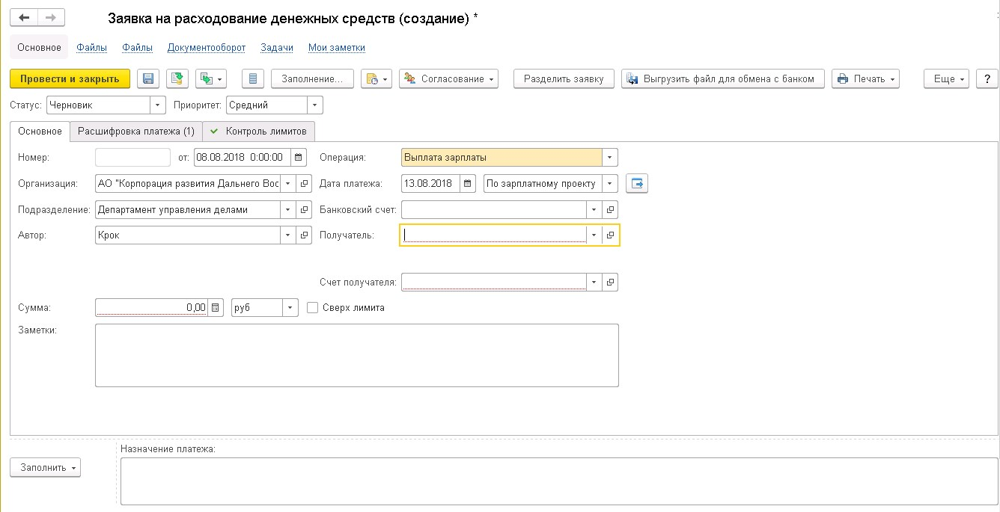 Заявка на расходование денежных средств (создание) *
Основное Файлы Файлы Документооборот Задачи Мои заметки
Провести и закрыть Заполнение... Согласование Разделить заявку Выгрузить файл для обмена с банком Печать Еще ?
Статус: Черновик Приоритет: Средний
Основное Расшифровка платежа (1) Контроль лимитов
Номер: от: 08.08.2018 0:00:00 Операция: Выплата зарплаты
Организация: АО "Корпорация развития Дальнего Вос Дата платежа: 13.08.2018 По зарплатному проекту
Подразделение: Департамент управления делами Банковский счет:
Автор: Крок Получатель:
Счет получателя:
Сумма: 0,00 руб Сверх лимита
Заметки:
Назначение платежа:
Заполнить